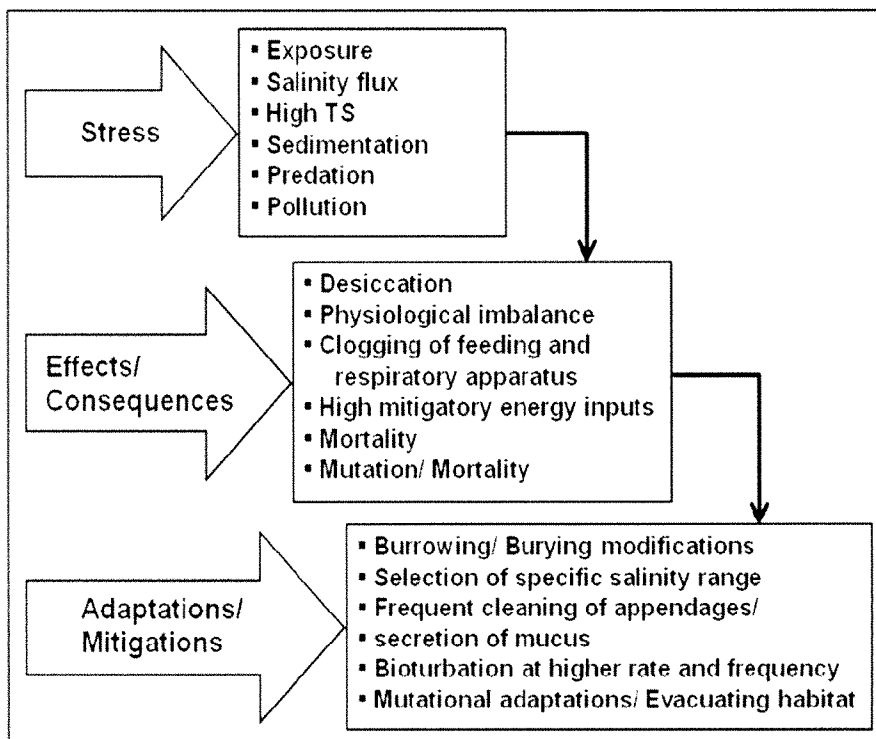 Stress
▪ Exposure
▪ Salinity flux
▪ High TS
▪ Sedimentation
▪ Predation
▪ Pollution
Effects/
Consequences
▪ Desiccation
▪ Physiological imbalance
▪ Clogging of feeding and
respiratory apparatus
▪ High mitigatory energy inputs
▪ Mortality
▪ Mutation/ Mortality
Adaptations/
Mitigations
▪ Burrowing/ Burying modifications
▪ Selection of specific salinity range
▪ Frequent cleaning of appendages/
▪ secretion of mucus
▪ Bioturbation at higher rate and frequency
▪ Mutational adaptations/ Evacuating habitat